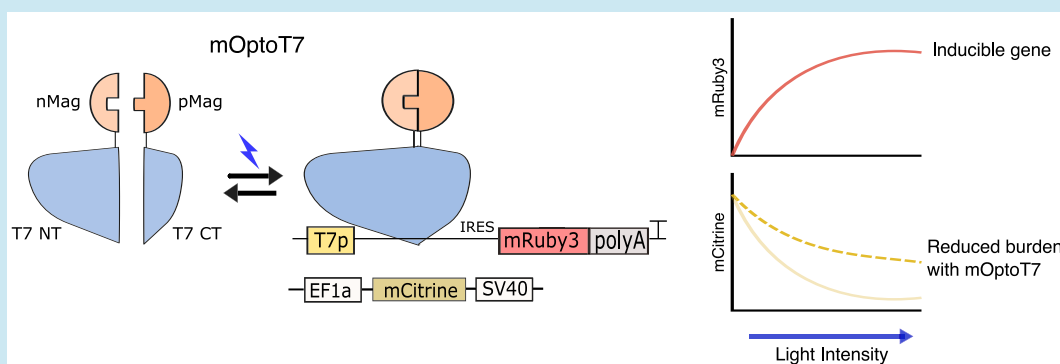 mOptoT7
nMag
pMag
T7 NT
T7 CT
IRES
T7p
mRuby3
polyA
EF1a
mCitrine
SV40
mRuby3
Inducible gene
mCitrine
Reduced burden
with mOptoT7
Light Intensity